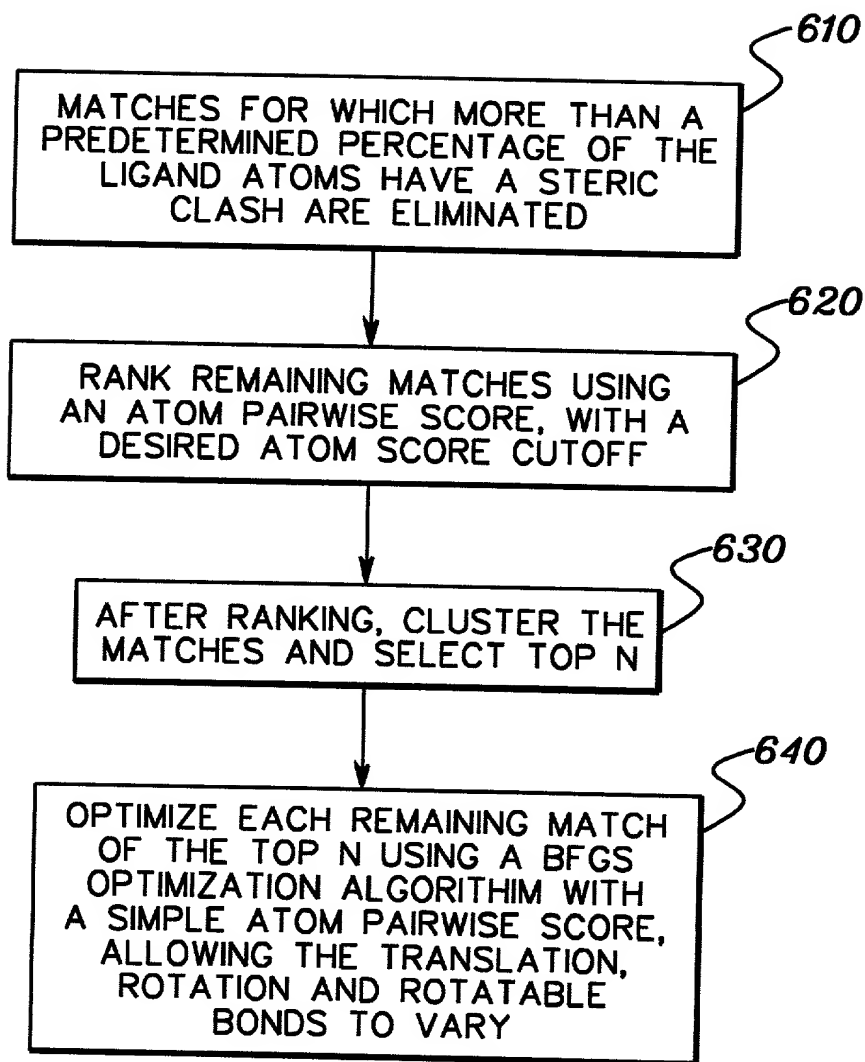 610
MATCHES FOR WHICH MORE THAN A
PREDETERMINED PERCENTAGE OF THE
LIGAND ATOMS HAVE A STERIC
CLASH ARE ELIMINATED
620
RANK REMAINING MATCHES USING
AN ATOM PAIRWISE SCORE, WITH A
DESIRED ATOM SCORE CUTOFF
630
AFTER RANKING, CLUSTER THE
MATCHES AND SELECT TOP N
640
OPTIMIZE EACH REMAINING MATCH
OF THE TOP N USING A BFGS
OPTIMIZATION ALGORITHIM WITH
A SIMPLE ATOM PAIRWISE SCORE,
ALLOWING THE TRANSLATION,
ROTATION AND ROTATABLE
BONDS TO VARY